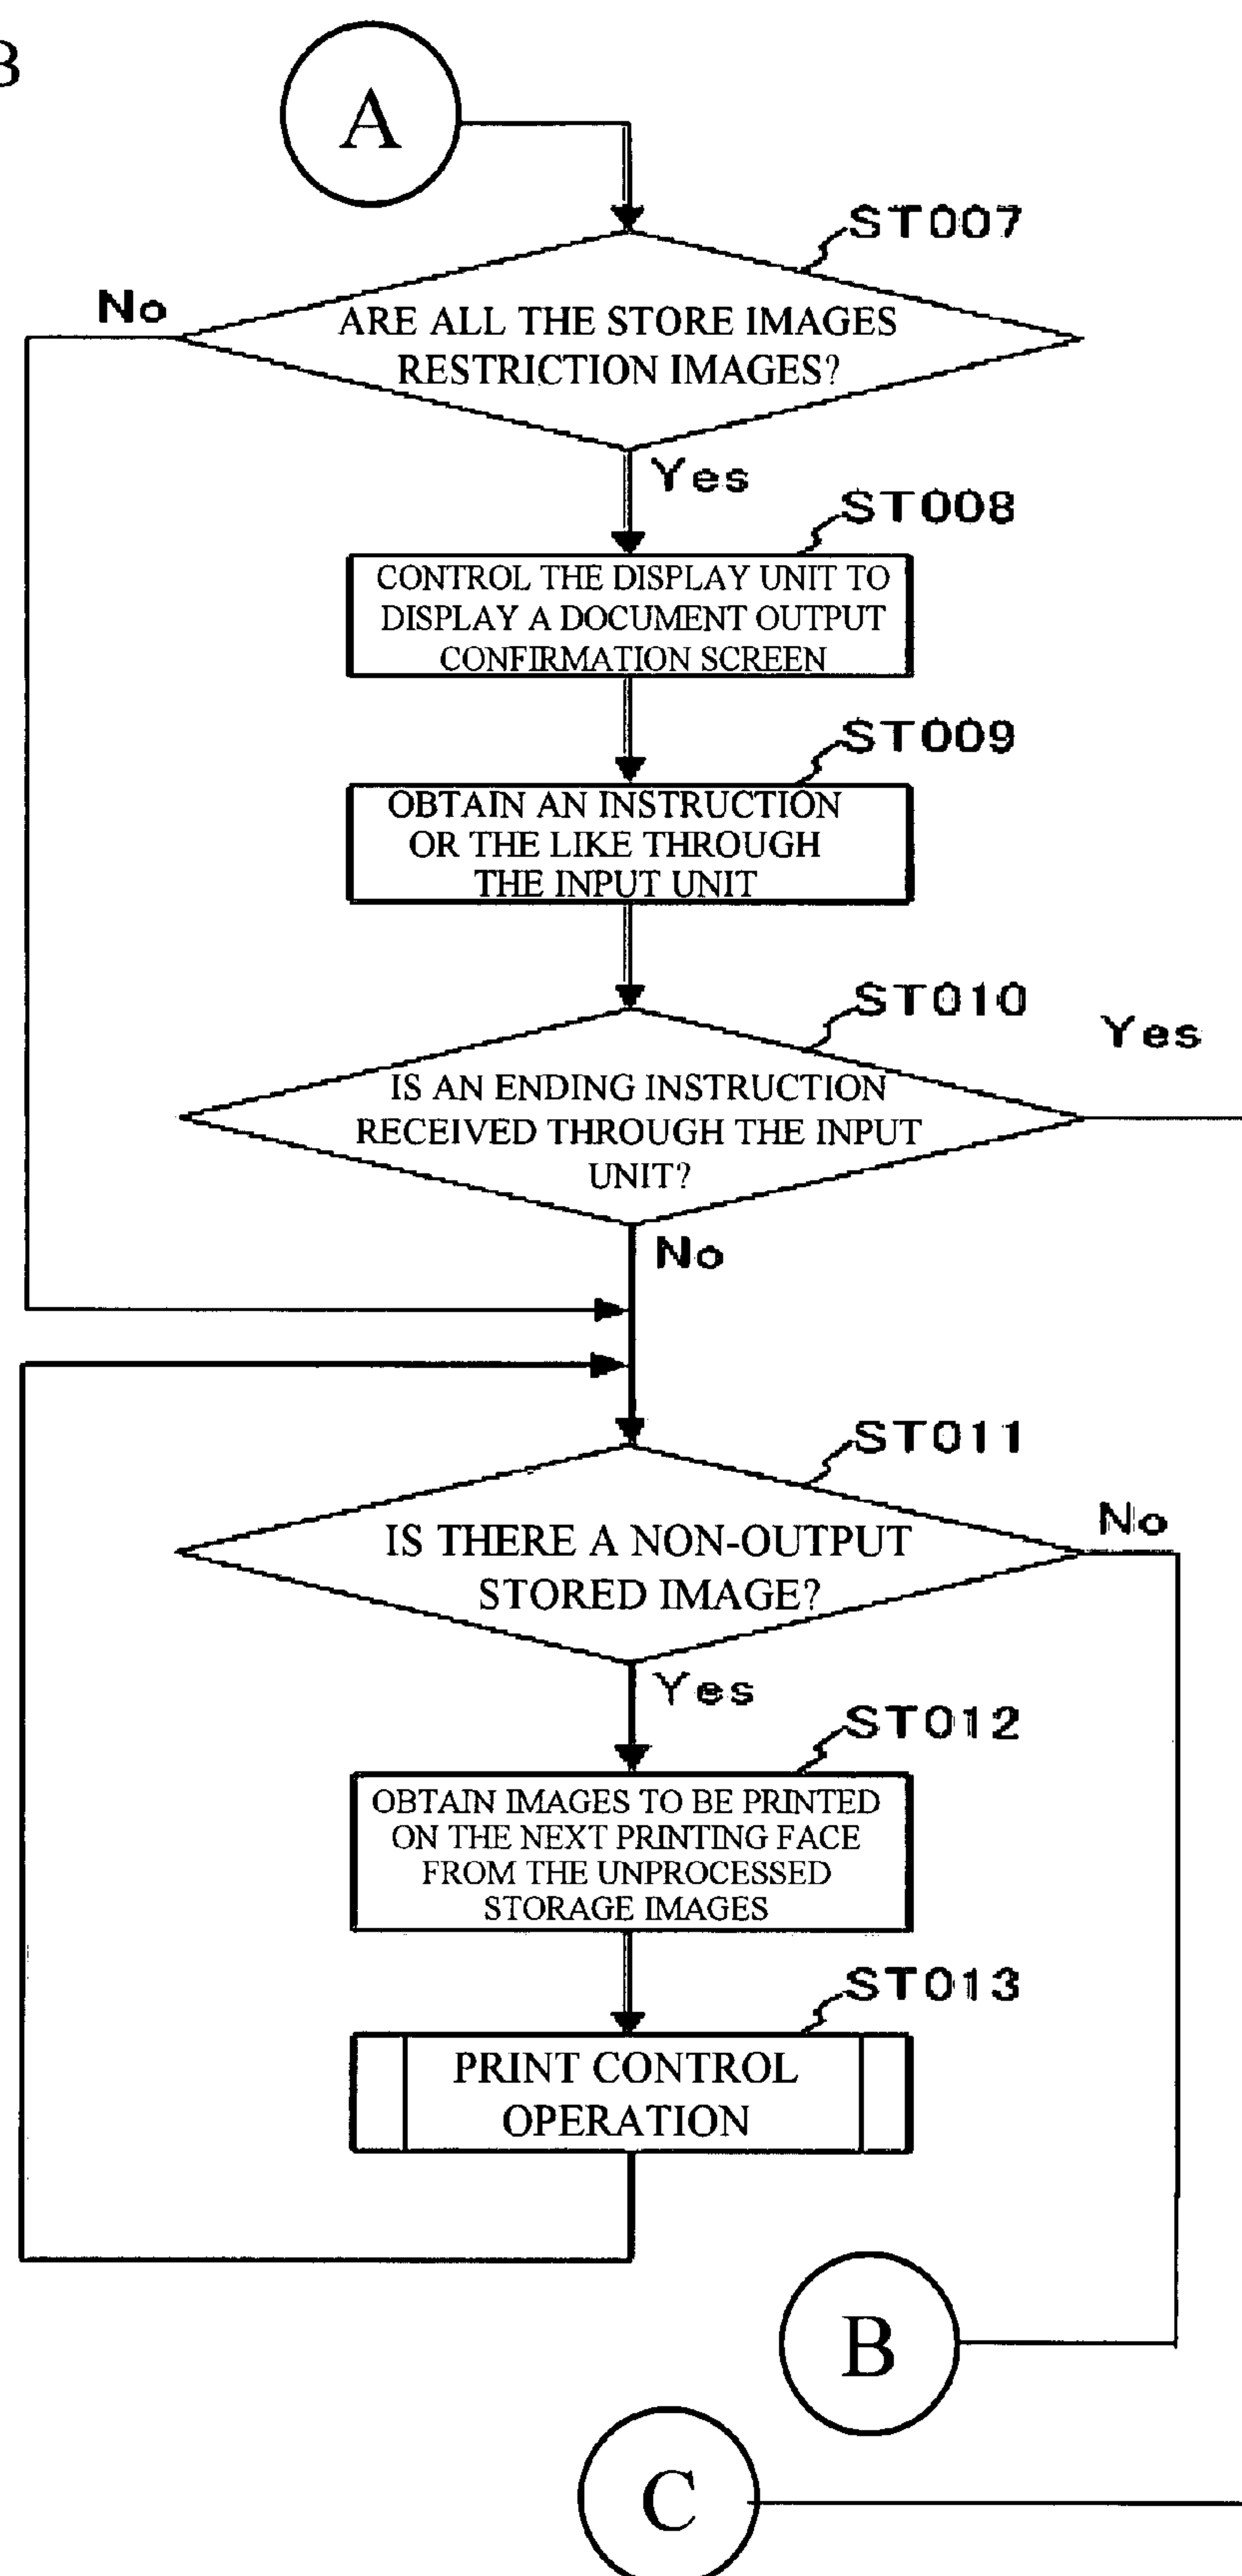 B
A
ST007
No
ARE ALL THE STORE IMAGES
RESTRICTION IMAGES?
Yes
ST008
CONTROL THE DISPLAY UNIT TO
DISPLAY A DOCUMENT OUTPUT
CONFIRMATION SCREEN
ST009
OBTAIN AN INSTRUCTION
OR THE LIKE THROUGH
THE INPUT UNIT
ST010
Yes
IS AN ENDING INSTRUCTION
RECEIVED THROUGH THE INPUT
UNIT?
No
ST011
No
IS THERE A NON-OUTPUT
STORED IMAGE?
Yes
ST012
OBTAIN IMAGES TO BE PRINTED
ON THE NEXT PRINTING FACE
FROM THE UNPROCESSED
STORAGE IMAGES
ST013
PRINT CONTROL
OPERATION
B
C